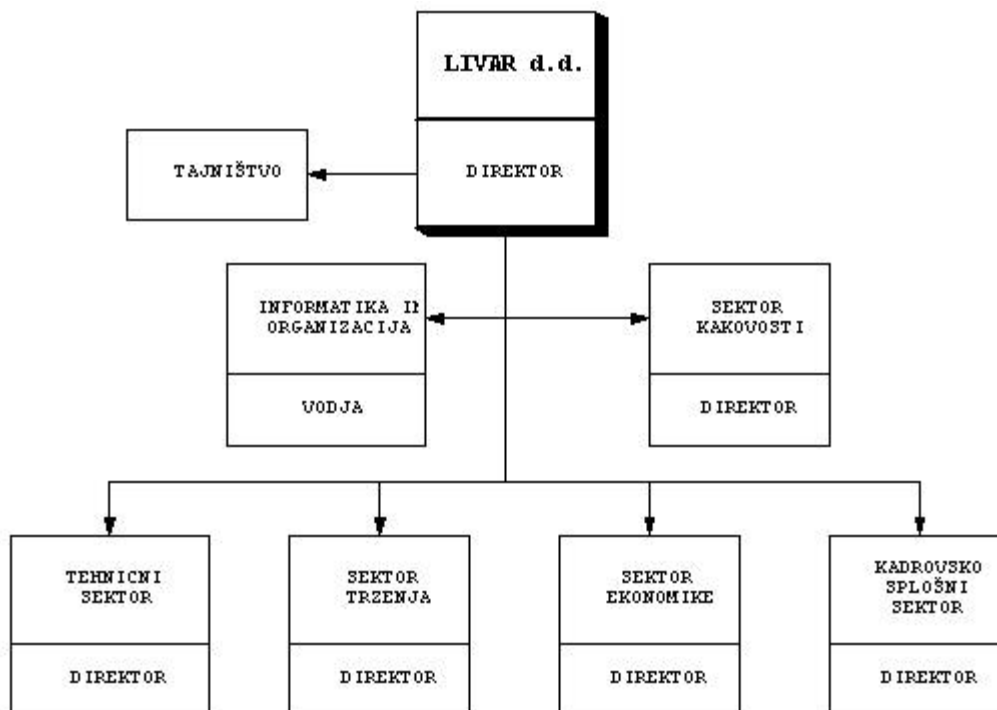 LIVAR d.d.
DIREKTOR
TAJNIŠTVO
INFORMATIKA IN
ORGANIZACIJA
VODJA
SEKTOR
KAKOVOSTI
DIREKTOR
TEHNICNI
SEKTOR
DIREKTOR
SEKTOR
TRZENJA
DIREKTOR
SEKTOR
EKONOMIKE
DIREKTOR
KADROVSKO
SPLOŠNI
SEKTOR
DIREKTOR